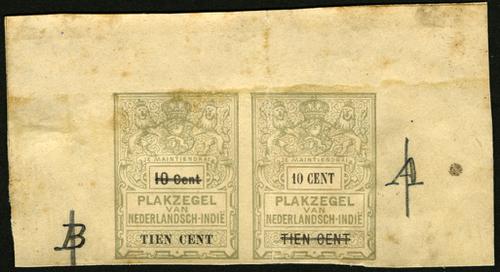 JE MAINTIENDRAI
10 Cent
PLAKZEGEL
VAN
NEDERLANDSCH-INDIË
TIEN CENT
JE MAINTIENDRAI
10 CENT
PLAKZEGEL
VAN
NEDERLANDSCH-INDIË
TIEN CENT
B
A